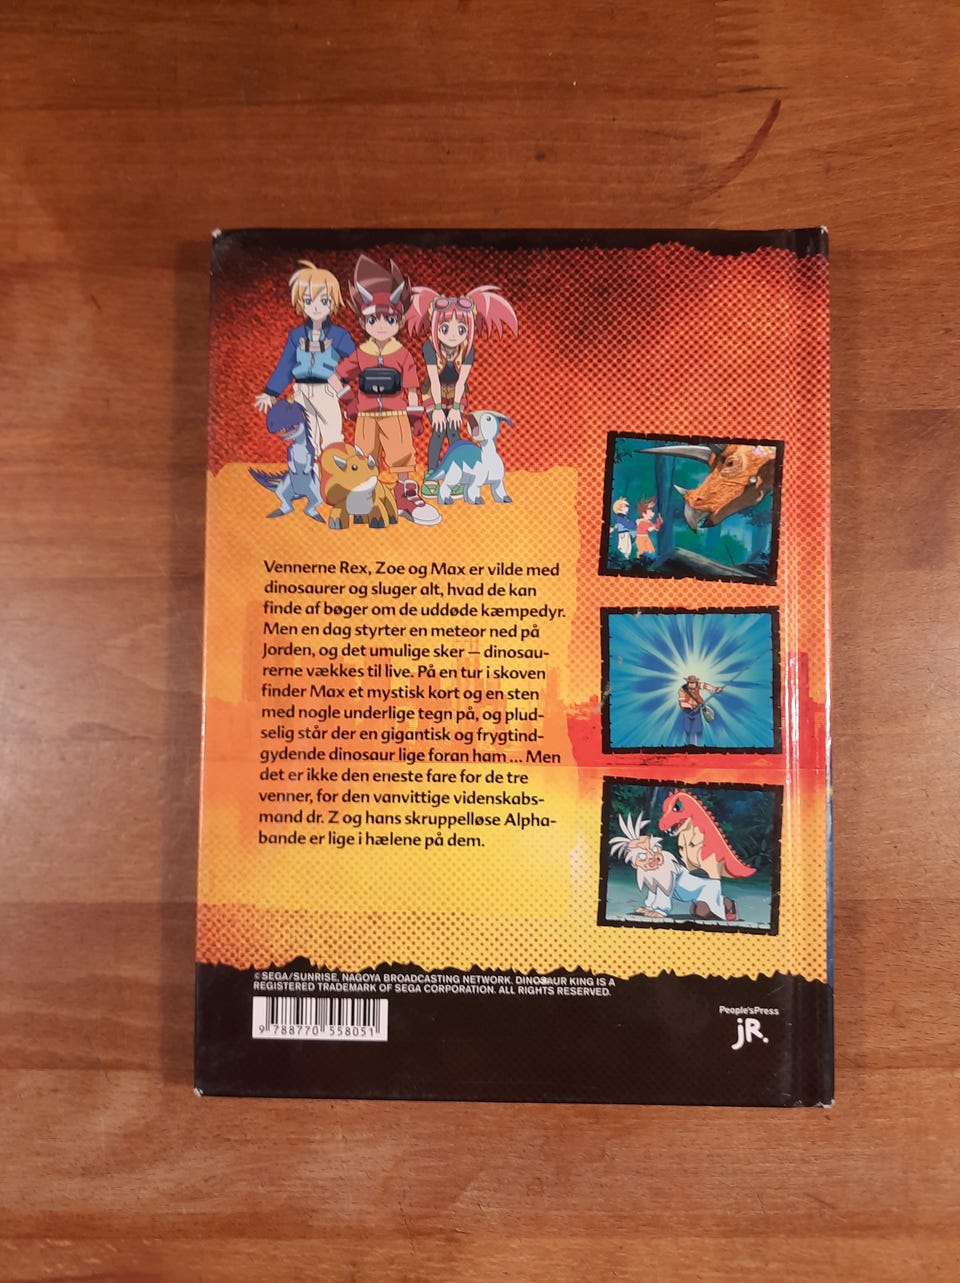 Vennerne Rex, Zoe og Max er vilde med
dinosaurer og sluger alt, hvad de kan
finde af bøger om de uddøde kæmpedyr.
Men en dag styrter en meteor ned på
Jorden, og det umulige sker – dinosau-
rerne vækkes til live. På en tur i skoven
finder Max et mystisk kort og en sten
med nogle underlige tegn på, og plud-
selig står der en gigantisk og frygtind-
gydende dinosaur lige foran ham ... Men
det er ikke den eneste fare for de tre
venner, for den vanvittige videnskabs-
mand dr. Z og hans skruppelløse Alpha-
bande er lige i hælene på dem.
© SEGA/SUNRISE, NAGOYA BROADCASTING NETWORK. DINOSAUR KING IS A
REGISTERED TRADEMARK OF SEGA CORPORATION. ALL RIGHTS RESERVED.
9 788770 558051
People'sPress
jR.